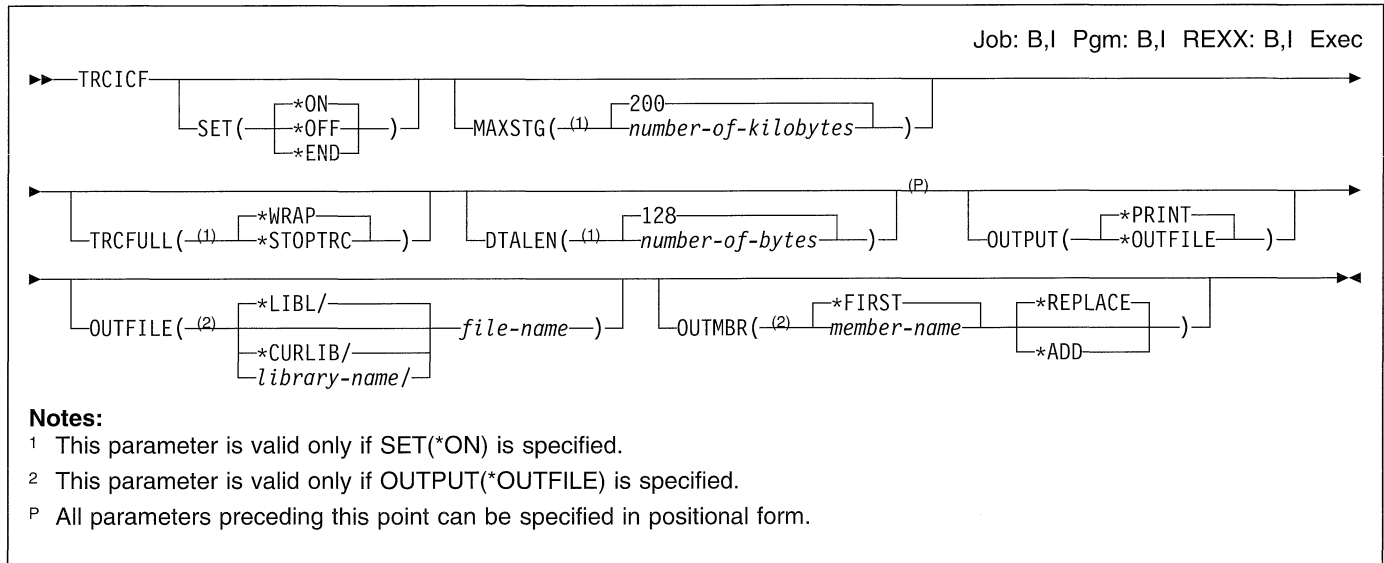 Job: B,I Pgm: B,I REXX: B,I Exec
TRCICF
*ON
SET( *OFF )
*END
200
MAXSTG( (1) number-of-kilobytes )
*WRAP
TRCFULL( (1) *STOPTRC )
128
DTALEN( (1) number-of-bytes )
(P)
*PRINT
OUTPUT( *OUTFILE )
*LIBL/
OUTFILE( (2) file-name )
*CURLIB/
library-name/
*FIRST
OUTMBR( (2) member-name )
*REPLACE
*ADD
Notes:
1 This parameter is valid only if SET(*ON) is specified.
2 This parameter is valid only if OUTPUT(*OUTFILE) is specified.
P All parameters preceding this point can be specified in positional form.